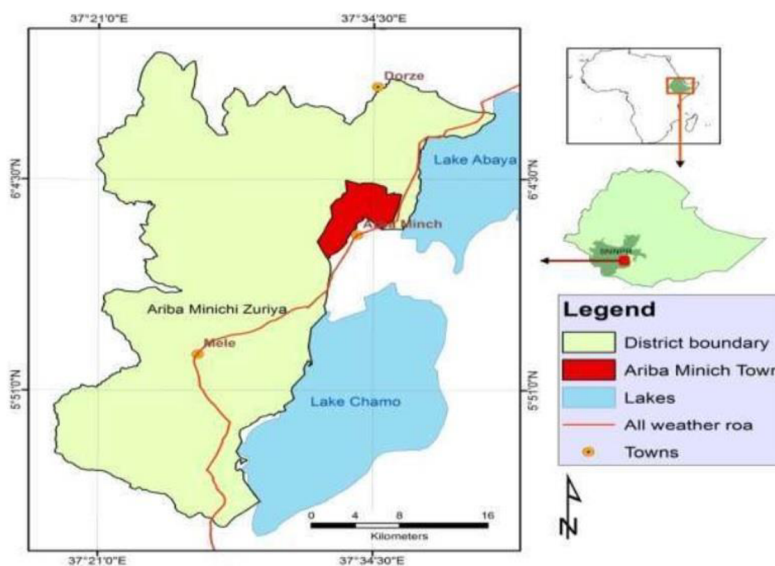 37°21'0"E
37°34'30"E
Dorze
Lake Abaya
6°4'30"N
6°4'30"N
Arba Minch
SNNPR
Ariba Minichi Zuriya
Mele
Lake Chamo
5°51'0"N
5°51'0"N
Legend
District boundary
Ariba Minich Town
Lakes
All weather roa
Towns
0 4 8 16
Kilometers
N
37°21'0"E
37°34'30"E